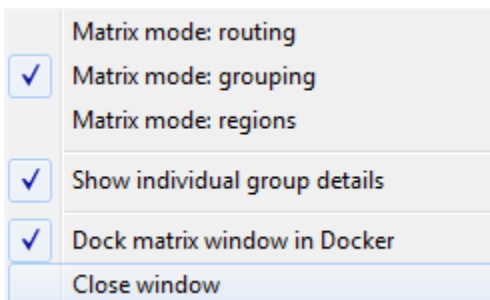 Matrix mode: routing
Matrix mode: grouping
Matrix mode: regions
Show individual group details
Dock matrix window in Docker
Close window